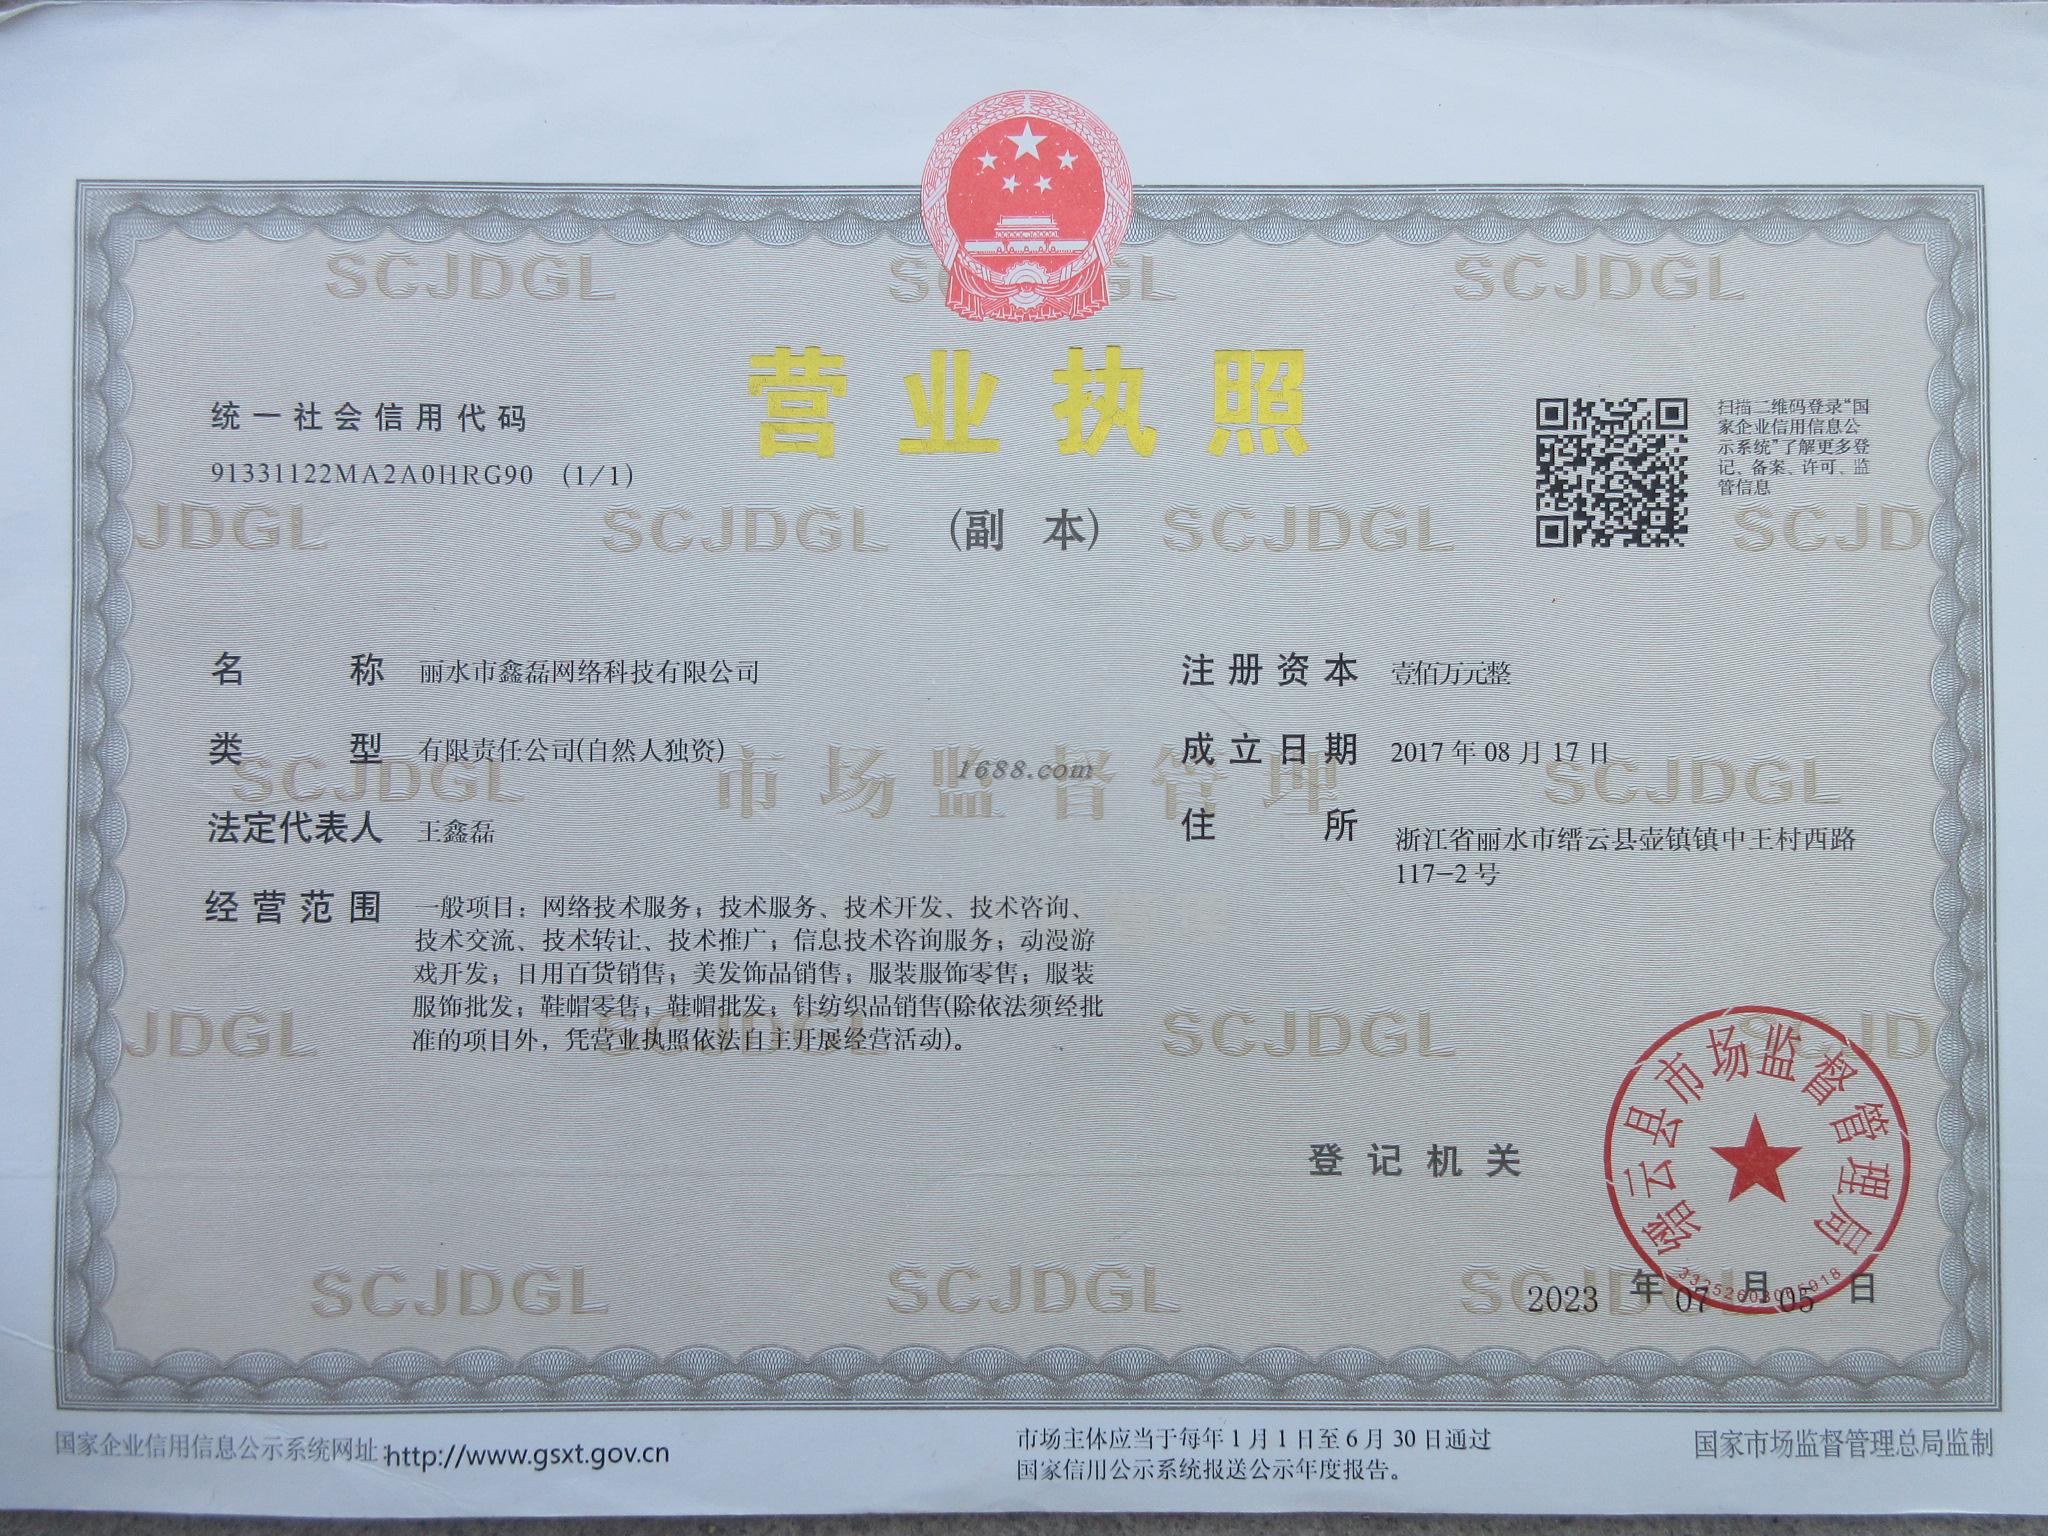 营业执照
(副 本)
统一社会信用代码
91331122MA2A0HRG90 (1/1)
扫描二维码登录“国
家企业信用信息公
示系统”了解更多登
记、备案、许可、监
管信息
名 称 丽水市鑫磊网络科技有限公司
类 型 有限责任公司(自然人独资)
法定代表人 王鑫磊
经营范围 一般项目：网络技术服务；技术服务、技术开发、技术咨询、
技术交流、技术转让、技术推广；信息技术咨询服务；动漫游
戏开发；日用百货销售；美发饰品销售；服装服饰零售；服装
服饰批发；鞋帽零售；鞋帽批发；针纺织品销售(除依法须经批
准的项目外，凭营业执照依法自主开展经营活动)。
注册资本 壹佰万元整
成立日期 2017 年 08 月 17 日
住 所 浙江省丽水市缙云县壶镇镇中王村西路
117-2 号
SCJDGL
市场监督管理
1688.com
登记机关
缙云县市场监督管理局
2023 年 07 月 05 日
国家企业信用信息公示系统网址:http://www.gsxt.gov.cn
市场主体应当于每年 1 月 1 日至 6 月 30 日通过
国家信用公示系统报送公示年度报告。
国家市场监督管理总局监制